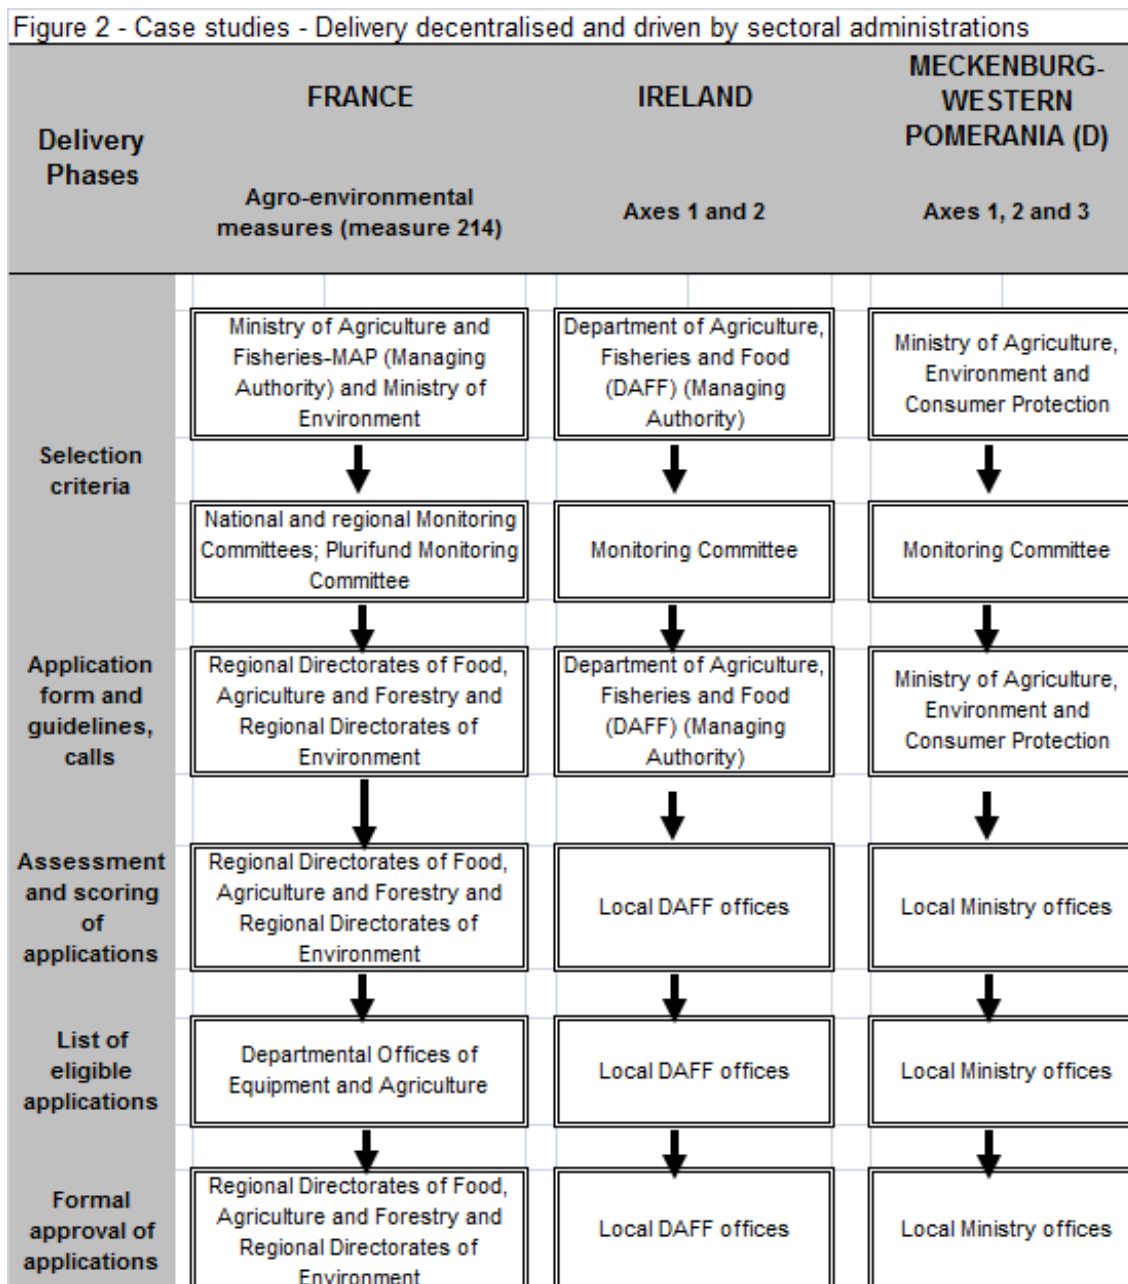 Figure 2 - Case studies - Delivery decentralised and driven by sectoral administrations
Delivery
Phases
FRANCE
Agro-environmental
measures (measure 214)
IRELAND
Axes 1 and 2
MECKENBURG-
WESTERN
POMERANIA (D)
Axes 1, 2 and 3
Selection
criteria
Ministry of Agriculture and
Fisheries-MAP (Managing
Authority) and Ministry of
Environment
Department of Agriculture,
Fisheries and Food
(DAFF) (Managing
Authority)
Ministry of Agriculture,
Environment and
Consumer Protection
National and regional Monitoring
Committees; Plurifund Monitoring
Committee
Monitoring Committee
Monitoring Committee
Application
form and
guidelines,
calls
Regional Directorates of Food,
Agriculture and Forestry and
Regional Directorates of
Environment
Department of Agriculture,
Fisheries and Food
(DAFF) (Managing
Authority)
Ministry of Agriculture,
Environment and
Consumer Protection
Assessment
and scoring
of
applications
Regional Directorates of Food,
Agriculture and Forestry and
Regional Directorates of
Environment
Local DAFF offices
Local Ministry offices
List of
eligible
applications
Departmental Offices of
Equipment and Agriculture
Local DAFF offices
Local Ministry offices
Formal
approval of
applications
Regional Directorates of Food,
Agriculture and Forestry and
Regional Directorates of
Environment
Local DAFF offices
Local Ministry offices